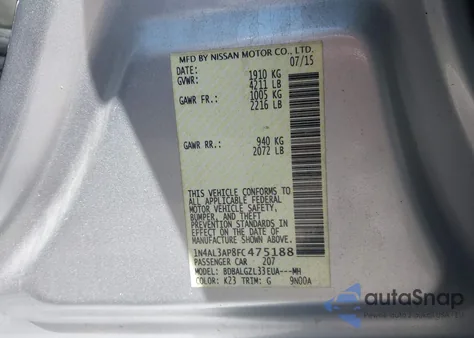 MFD BY NISSAN MOTOR CO., LTD.
DATE: 07/15
GVWR: 1910 KG
4211 LB
GAWR FR.: 1005 KG
2216 LB
GAWR RR.: 940 KG
2072 LB
THIS VEHICLE CONFORMS TO
ALL APPLICABLE FEDERAL
MOTOR VEHICLE SAFETY,
BUMPER, AND THEFT
PREVENTION STANDARDS IN
EFFECT ON THE DATE OF
MANUFACTURE SHOWN ABOVE.
1N4AL3AP8FC475188
PASSENGER CAR 207
MODEL: BDBALGZL33EUA---MH
COLOR: K23 TRIM: G 9N00A
autoSnap